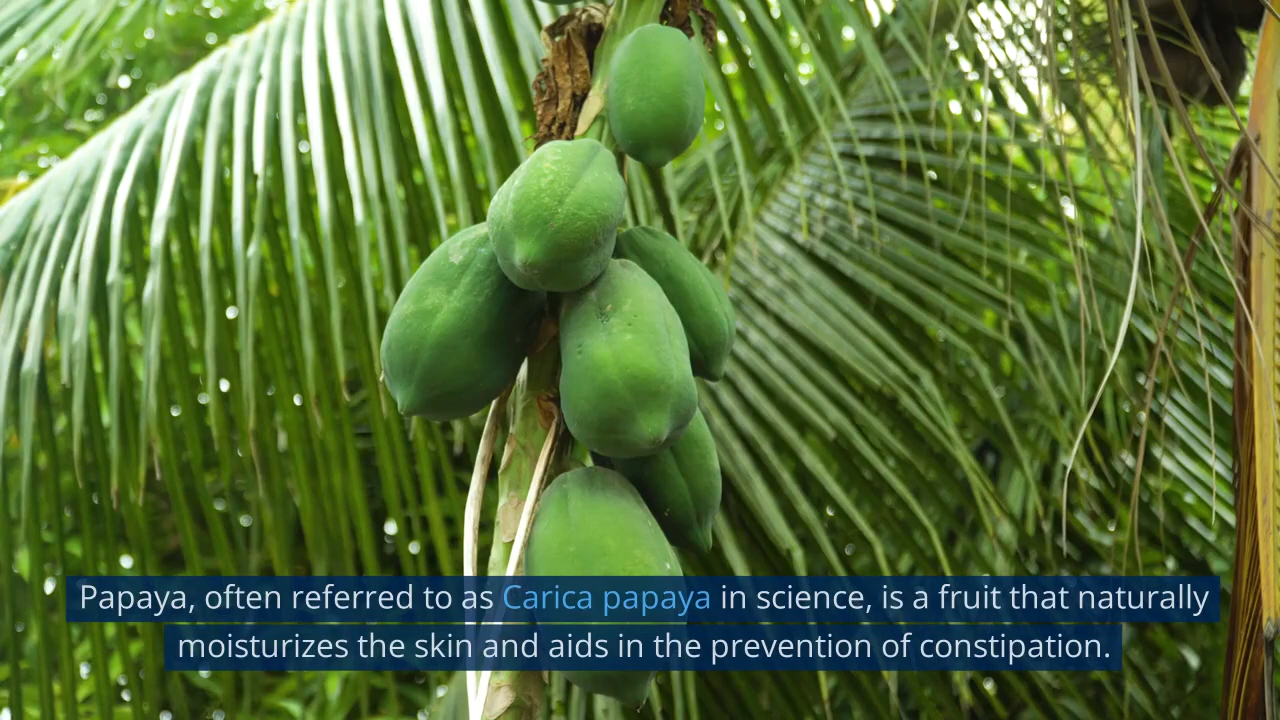 Papaya, often referred to as Carica papaya in science, is a fruit that naturally
moisturizes the skin and aids in the prevention of constipation.